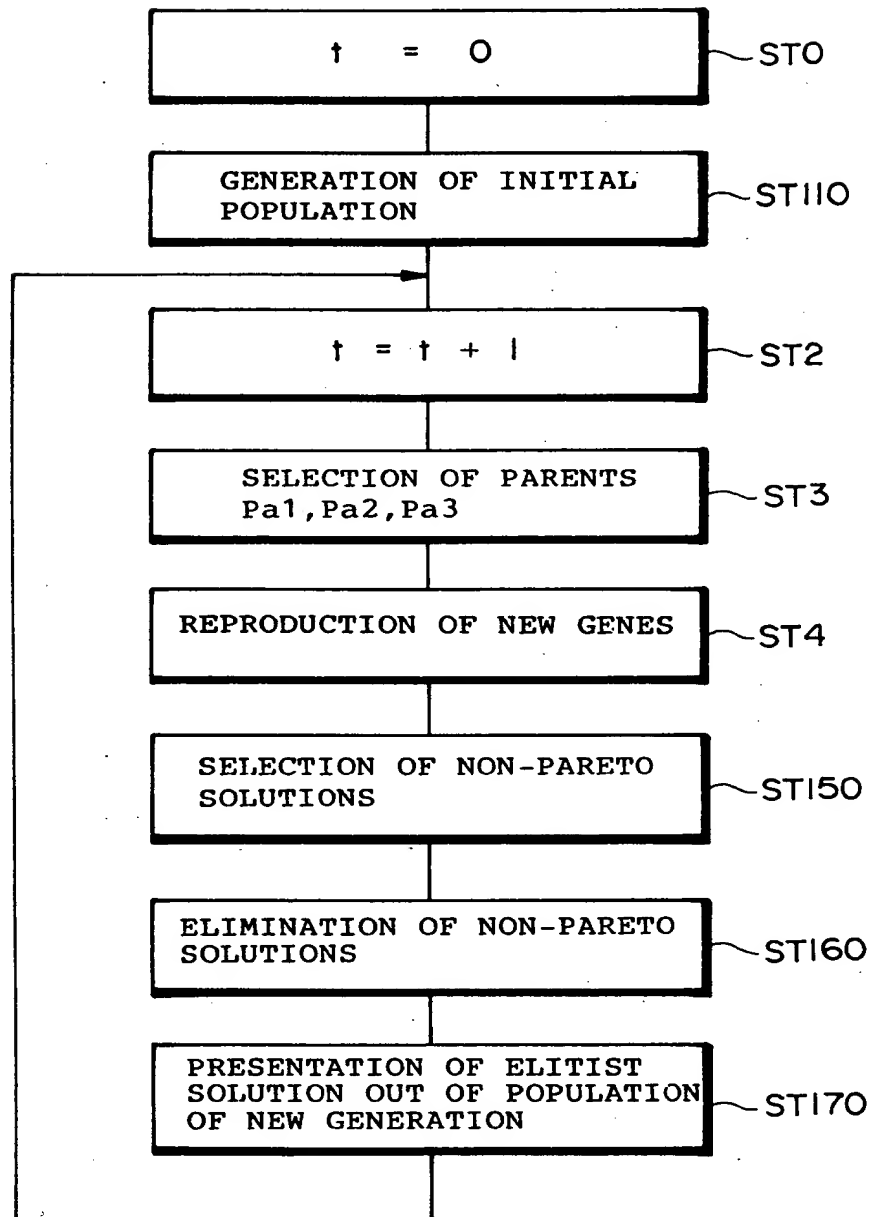 t = 0
ST0
GENERATION OF INITIAL
POPULATION
ST110
t = t + 1
ST2
SELECTION OF PARENTS
Pa1,Pa2,Pa3
ST3
REPRODUCTION OF NEW GENES
ST4
SELECTION OF NON-PARETO
SOLUTIONS
ST150
ELIMINATION OF NON-PARETO
SOLUTIONS
ST160
PRESENTATION OF ELITIST
SOLUTION OUT OF POPULATION
OF NEW GENERATION
ST170